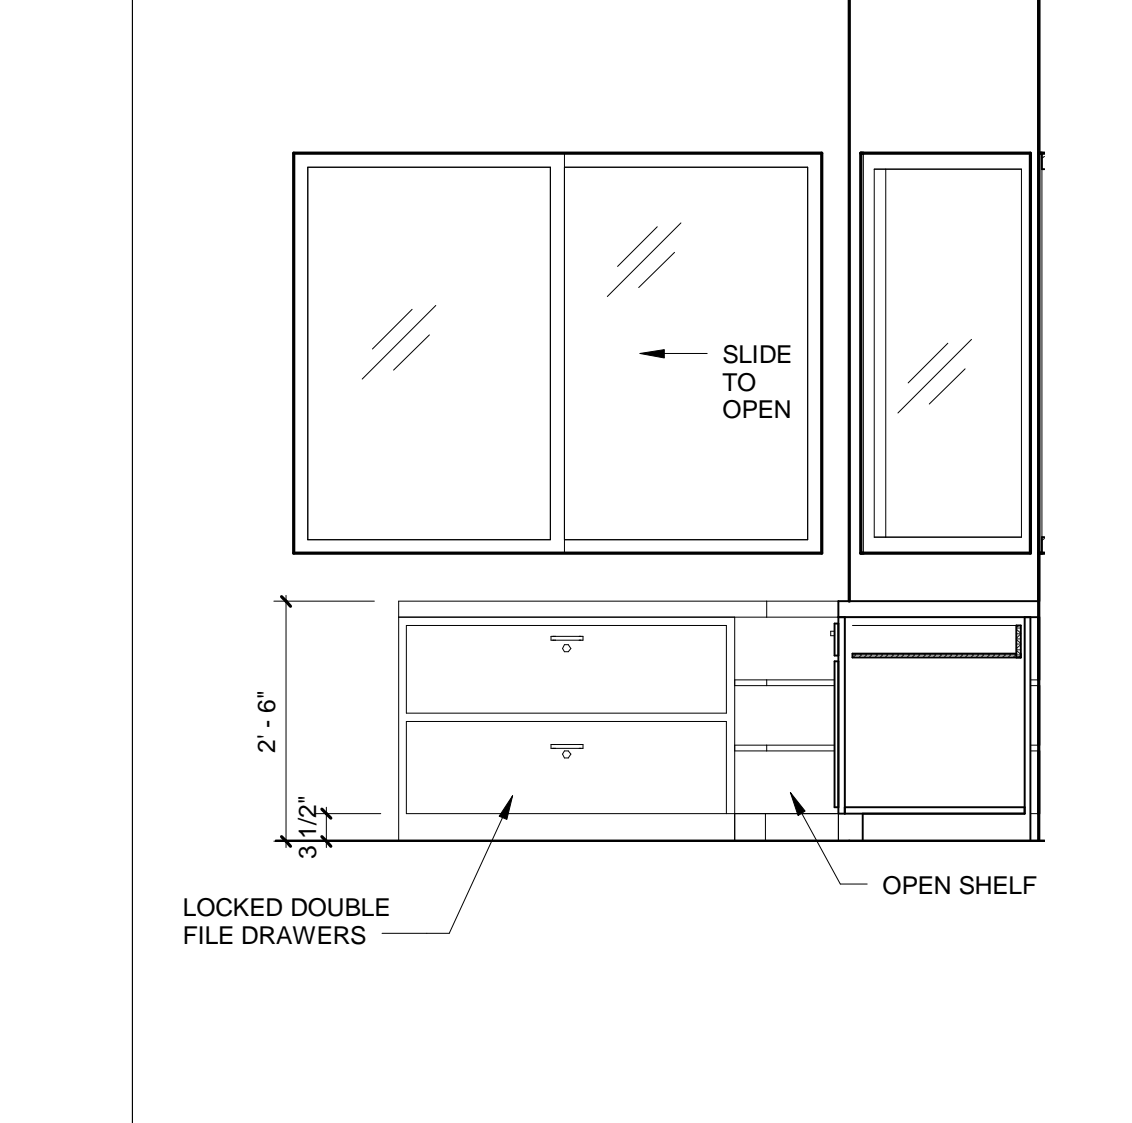 SLIDE
TO
OPEN
2' - 6"
3 1/2"
OPEN SHELF
LOCKED DOUBLE
FILE DRAWERS